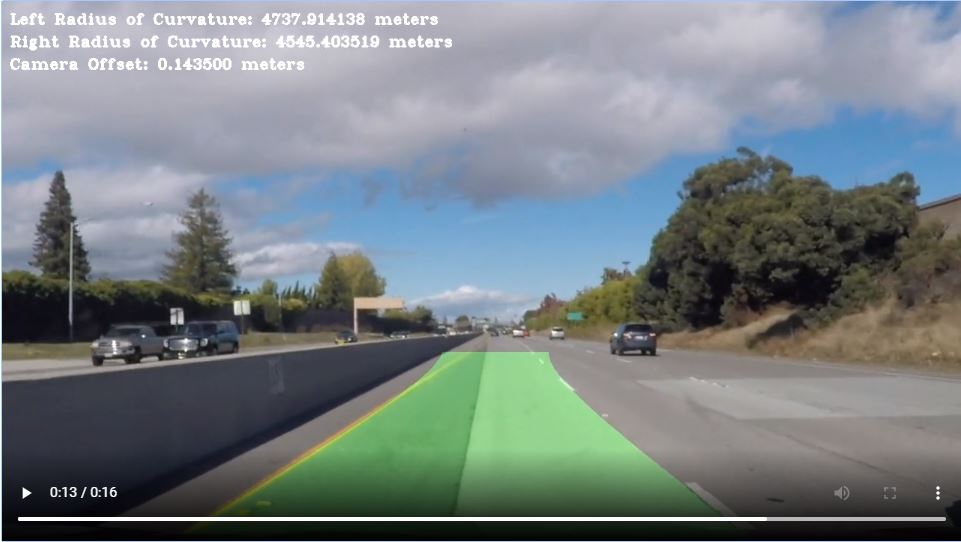 Left Radius of Curvature: 4737.914138 meters
Right Radius of Curvature: 4545.403519 meters
Camera Offset: 0.143500 meters
0:13 / 0:16